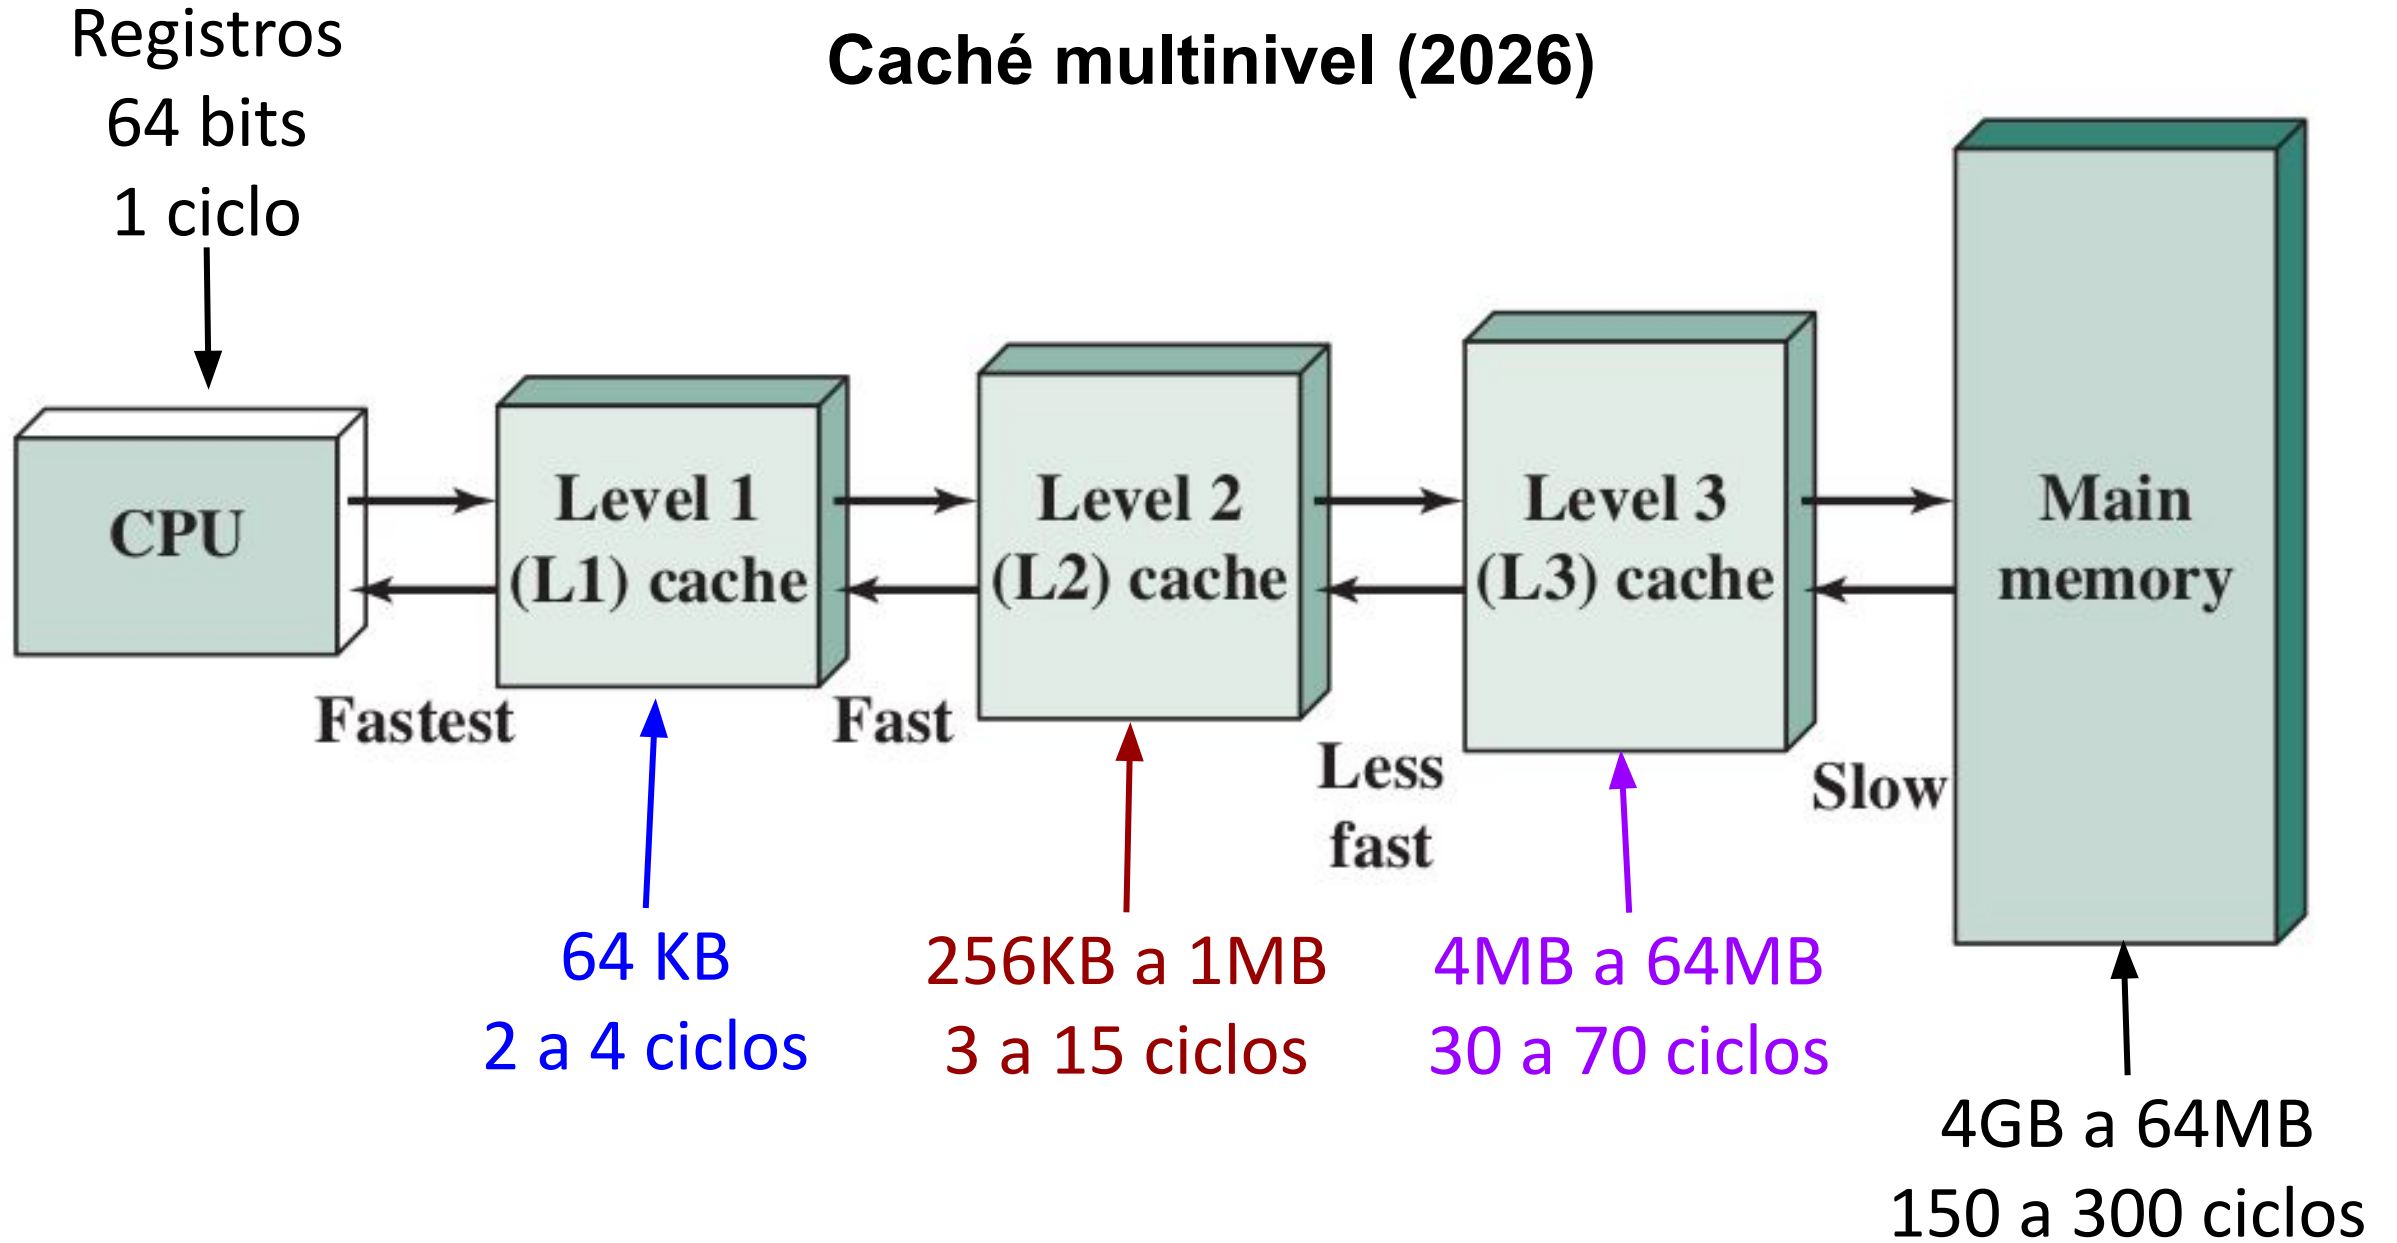 Registros
64 bits
1 ciclo
Caché multinivel (2026)
CPU
Level 1
(L1) cache
Level 2
(L2) cache
Level 3
(L3) cache
Main
memory
Fastest
Fast
Less
fast
Slow
64 KB
2 a 4 ciclos
256KB a 1MB
3 a 15 ciclos
4MB a 64MB
30 a 70 ciclos
4GB a 64MB
150 a 300 ciclos